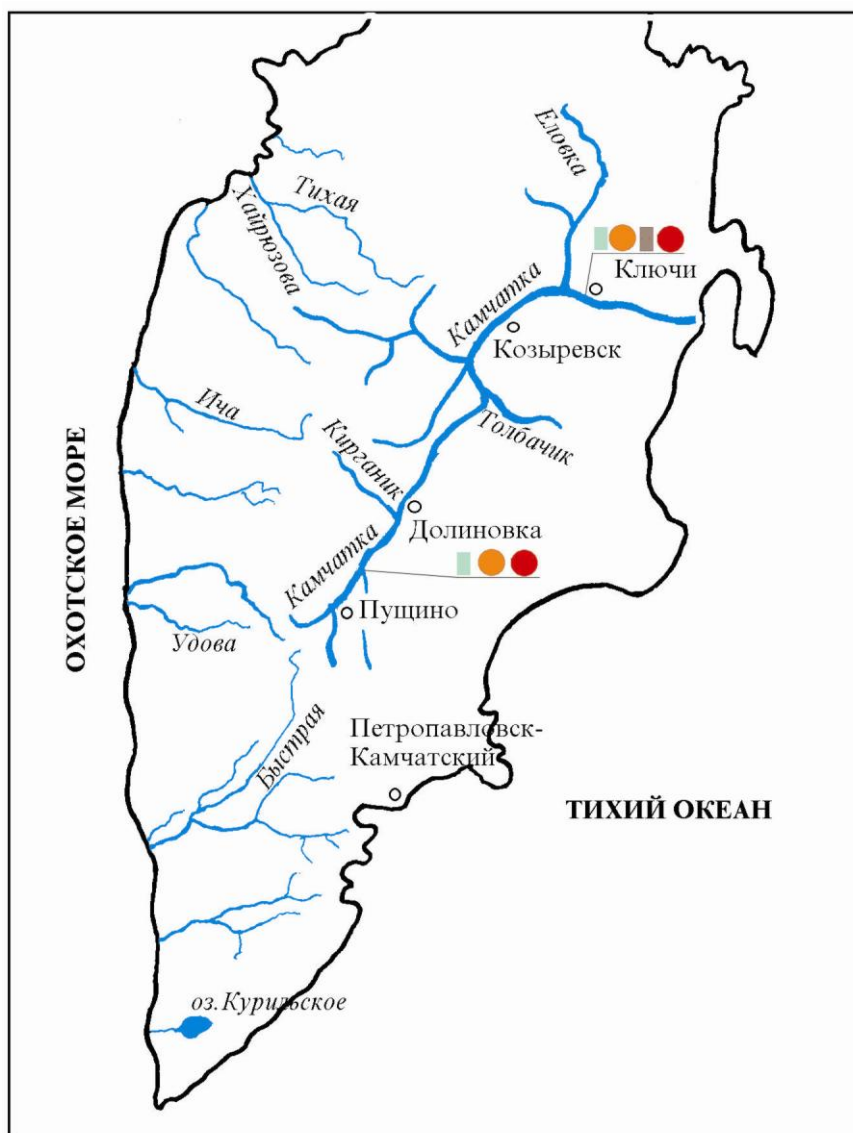 Еловка
Тихая
Хайрюзова
Ключи
Камчатка
Козыревск
Ича
Толбачик
Кирганик
ОХОТСКОЕ МОРЕ
Долиновка
Камчатка
Пущино
Удова
Петропавловск-
Камчатский
Быстрая
ТИХИЙ ОКЕАН
оз.Курильское